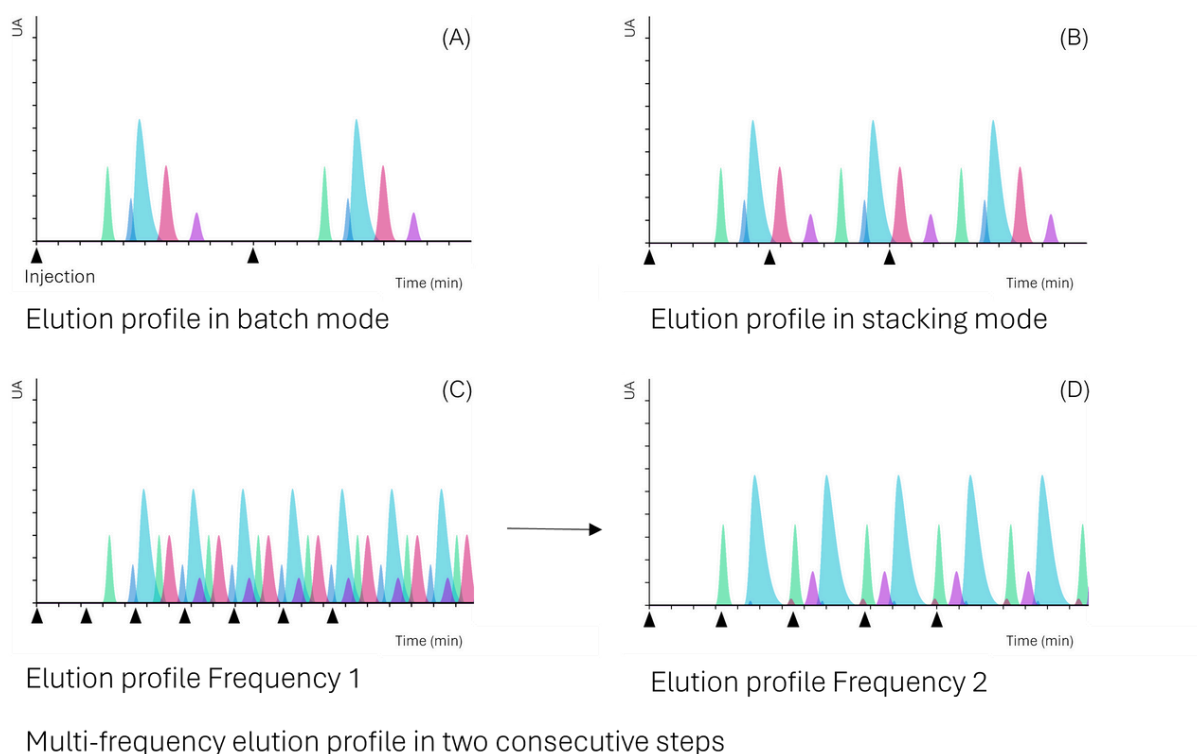 UA
(A)
Injection
Time (min)
Elution profile in batch mode
UA
(B)
Time (min)
Elution profile in stacking mode
UA
(C)
Time (min)
Elution profile Frequency 1
UA
(D)
Time (min)
Elution profile Frequency 2
Multi-frequency elution profile in two consecutive steps